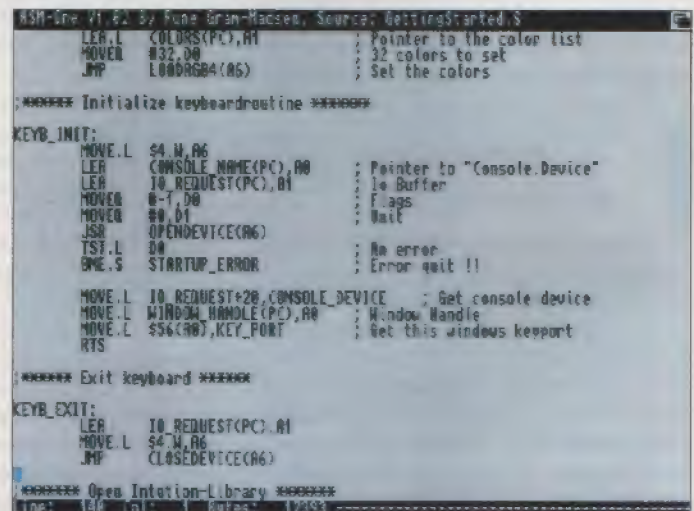 ASM-One V1.02 By Rune Gram-Madsen, Source: GettingStarted.S
LEA.L COLORS(PC),A1 ; Pointer to the color list
MOVEQ #32,D0 ; 32 colors to set
JMP LOADRGB4(A6) ; Set the colors
;****** Initialize keyboardroutine ******
KEYB_INIT:
MOVE.L $4.W,A6
LEA CONSOLE_NAME(PC),A0 ; Pointer to "Console.Device"
LEA IO_REQUEST(PC),A1 ; Io Buffer
MOVEQ #-1,D0 ; Flags
MOVEQ #0,D1 ; Unit
JSR OPENDEVICE(A6)
TST.L D0 ; An error
BNE.S STARTUP_ERROR ; Error quit !!
MOVE.L IO_REQUEST+20,CONSOLE_DEVICE ; Get console device
MOVE.L WINDOW_HANDLE(PC),A0 ; Window Handle
MOVE.L $56(A0),KEY_PORT ; Get this windows keyport
RTS
;****** Exit keyboard ******
KEYB_EXIT:
LEA IO_REQUEST(PC),A1
MOVE.L $4.W,A6
JMP CLOSEDEVICE(A6)
;******* Open Intution-Library *******
Line: 140 1 Bytes: 12393